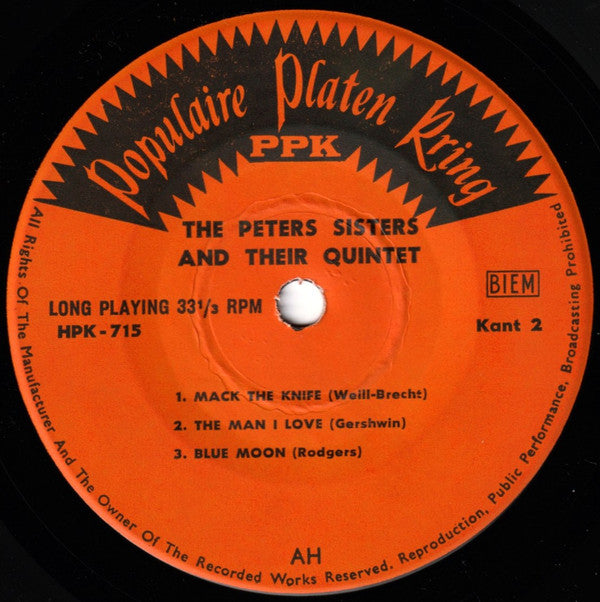 Populaire Platen Kring
PPK
THE PETERS SISTERS
AND THEIR QUINTET
LONG PLAYING 33 1/3 RPM
HPK-715
BIEM
Kant 2
1. MACK THE KNIFE (Weill-Brecht)
2. THE MAN I LOVE (Gershwin)
3. BLUE MOON (Rodgers)
AH
All Rights Of The Manufacturer And The Owner Of The Recorded Works Reserved. Reproduction, Public Performance, Broadcasting Prohibited